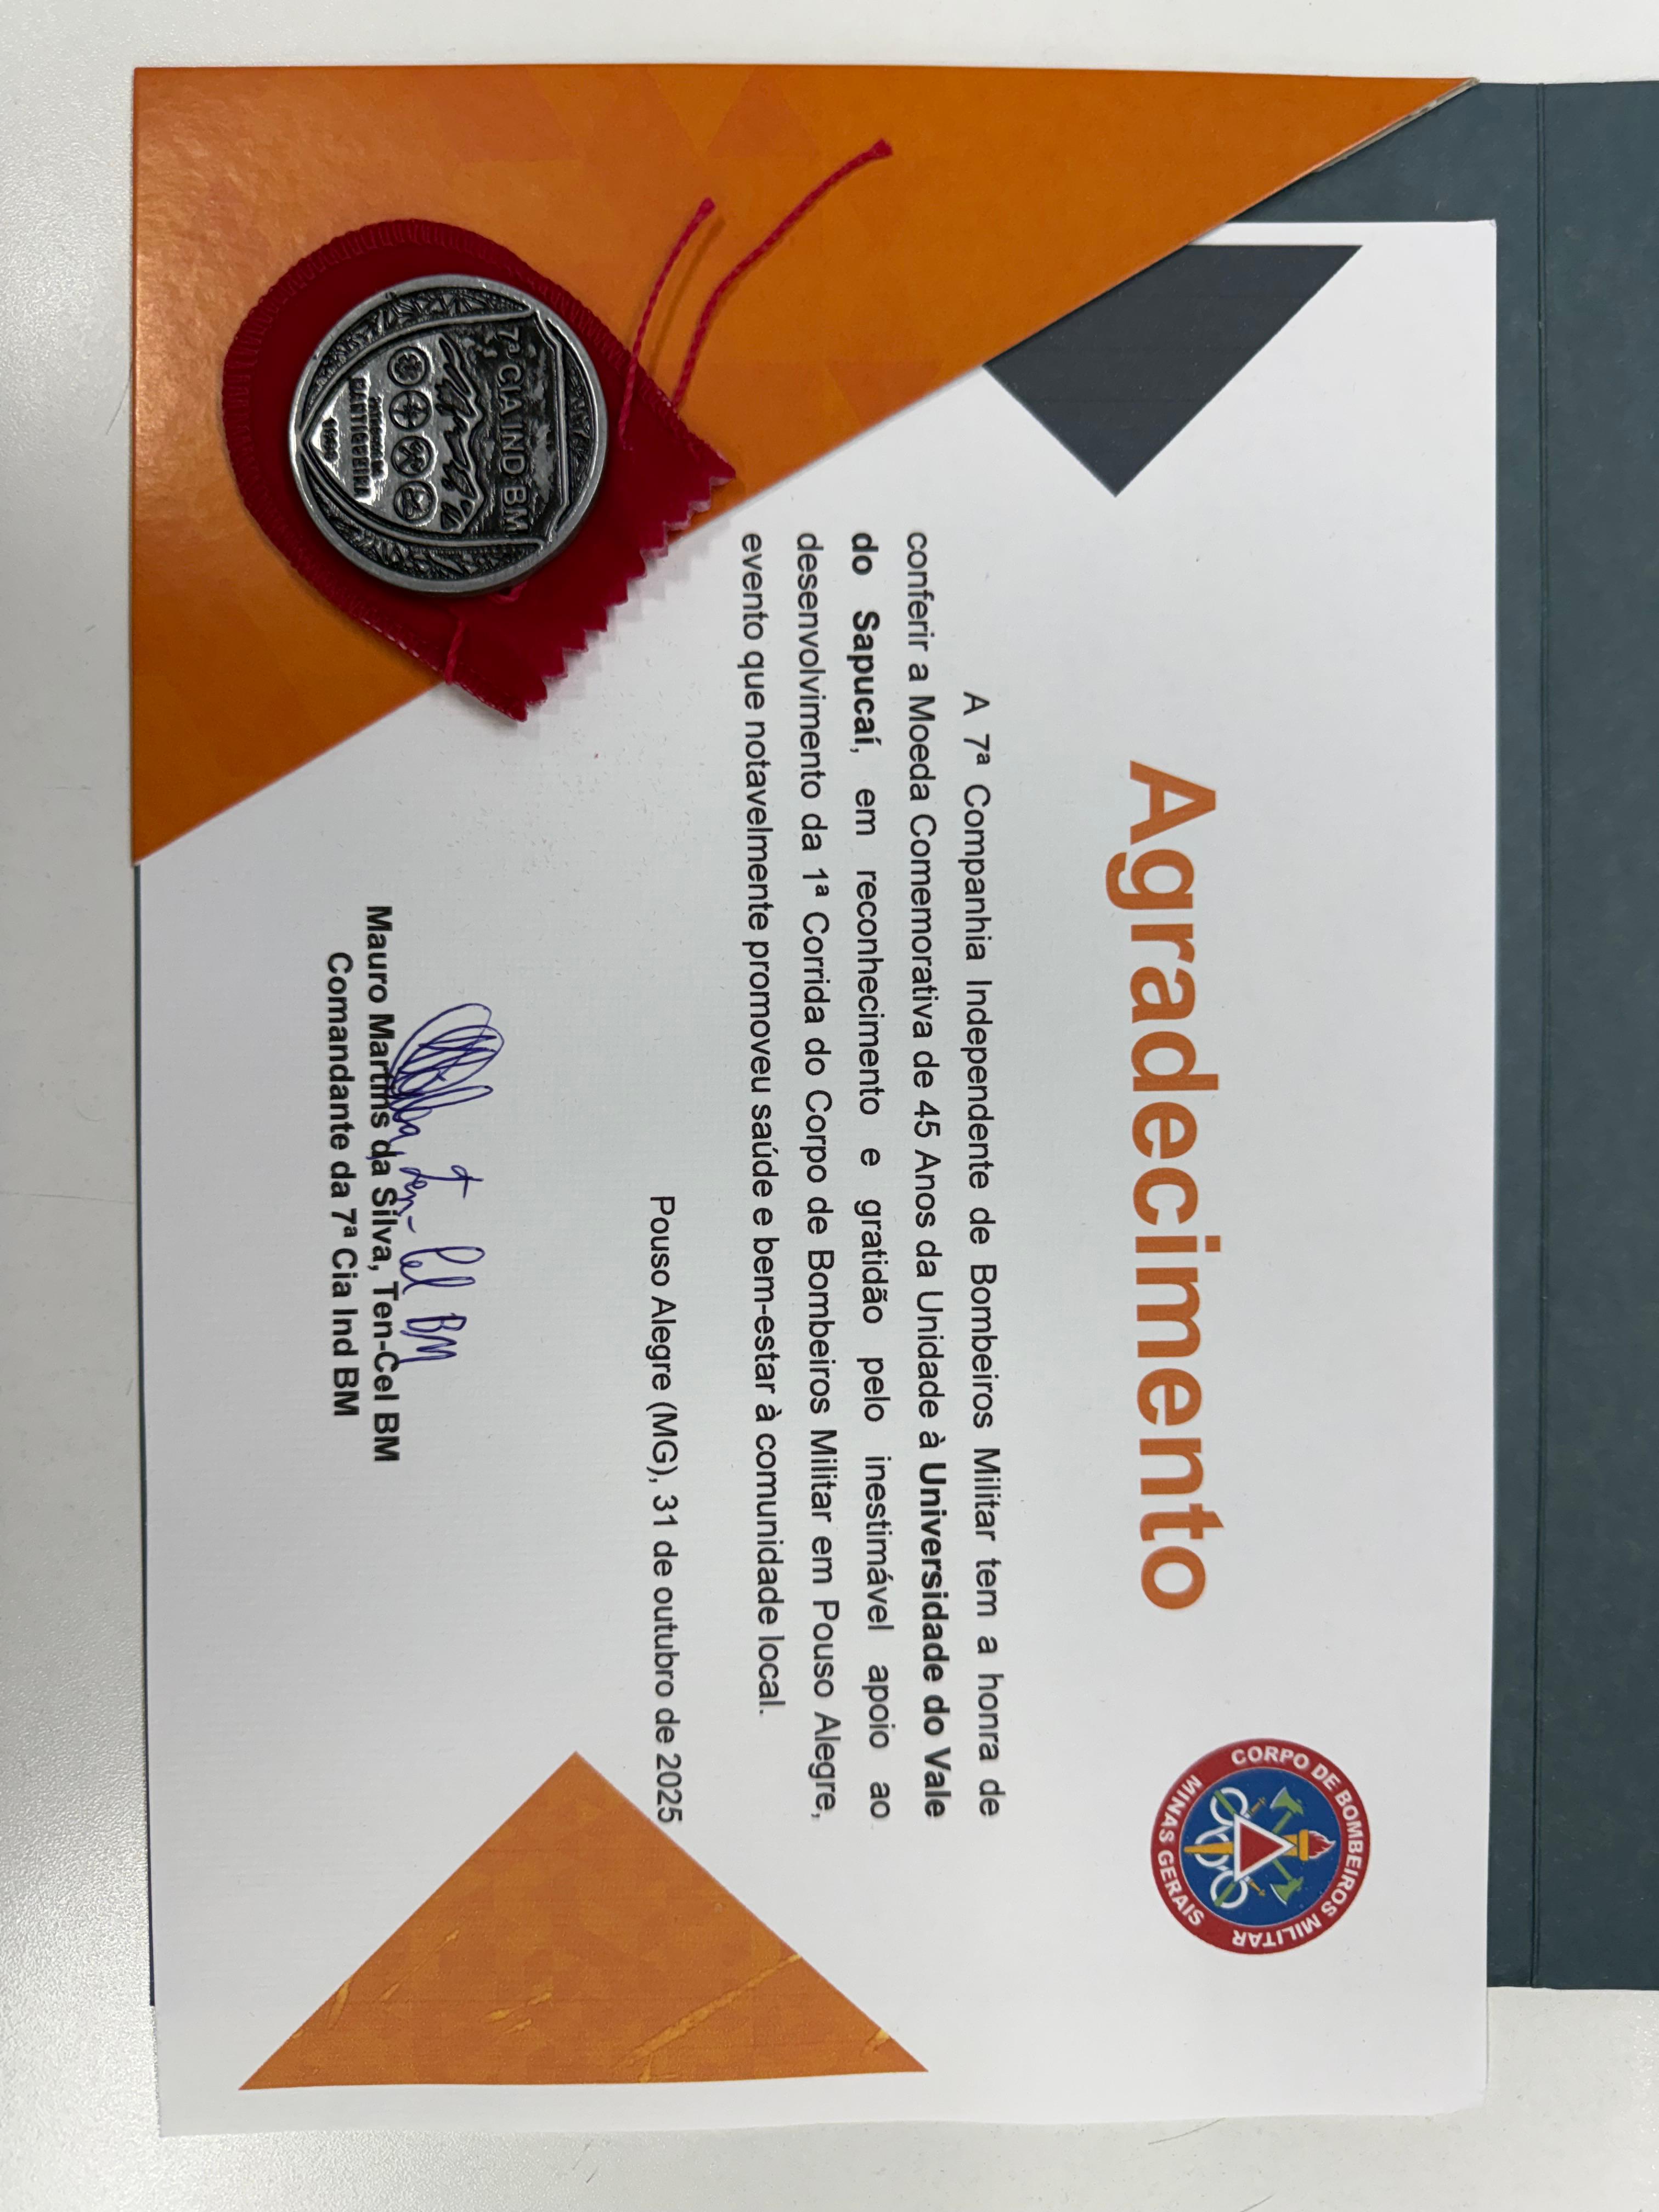 Agradecimento
CORPO DE BOMBEIROS MILITAR
MINAS GERAIS
A 7ª Companhia Independente de Bombeiros Militar tem a honra de
conferir a Moeda Comemorativa de 45 Anos da Unidade à Universidade do Vale
do Sapucaí, em reconhecimento e gratidão pelo inestimável apoio ao
desenvolvimento da 1ª Corrida do Corpo de Bombeiros Militar em Pouso Alegre,
evento que notavelmente promoveu saúde e bem-estar à comunidade local.
Pouso Alegre (MG), 31 de outubro de 2025
Ten-Cel BM
Mauro Martins da Silva, Ten-Cel BM
Comandante da 7ª Cia Ind BM
7ª CIA IND BM
MANTIQUEIRA